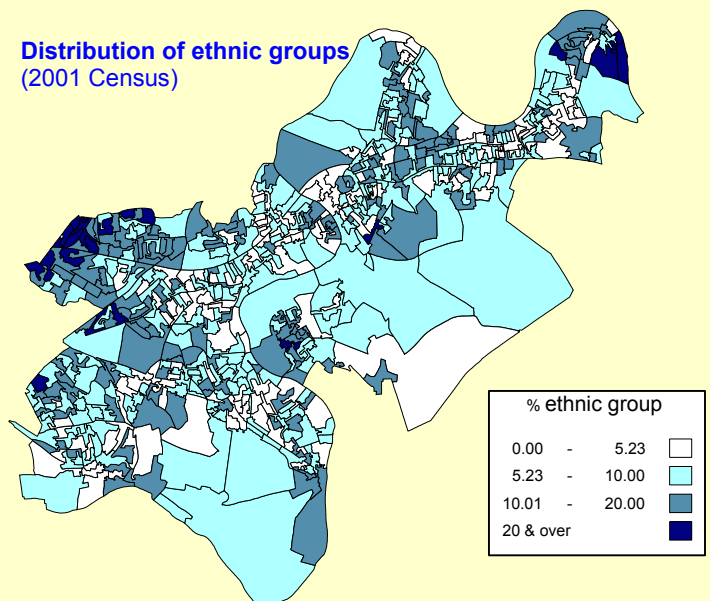 Distribution of ethnic groups
(2001 Census)
% ethnic group
0.00 - 5.23
5.23 - 10.00
10.01 - 20.00
20 & over